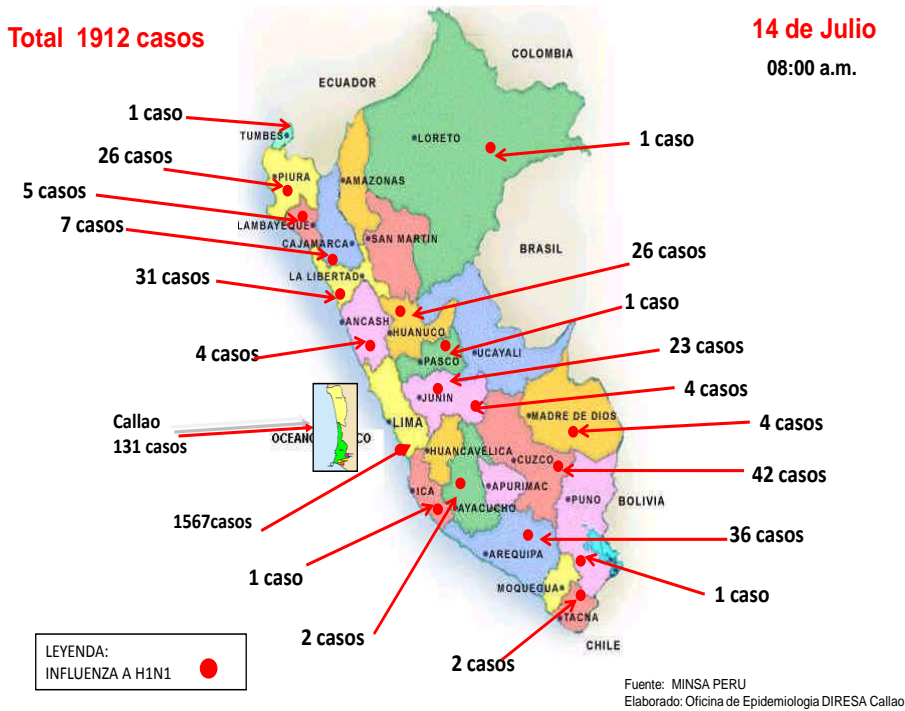 Total 1912 casos
14 de Julio
08:00 a.m.
COLOMBIA
ECUADOR
1 caso
TUMBES
LORETO
1 caso
26 casos
PIURA
AMAZONAS
5 casos
LAMBAYEQUE
7 casos
CAJAMARCA
SAN MARTIN
BRASIL
26 casos
31 casos
LA LIBERTAD
1 caso
ANCASH
HUANUCO
4 casos
PASCO
UCAYALI
23 casos
4 casos
JUNIN
MADRE DE DIOS
4 casos
Callao
131 casos
LIMA
HUANCAVELICA
CUZCO
42 casos
ICA
APURIMAC
PUNO
BOLIVIA
1567casos
AYACUCHO
36 casos
AREQUIPA
1 caso
MOQUEGUA
1 caso
TACNA
2 casos
2 casos
CHILE
LEYENDA:
INFLUENZA A H1N1
Fuente: MINSA PERU
Elaborado: Oficina de Epidemiologia DIRESA Callao